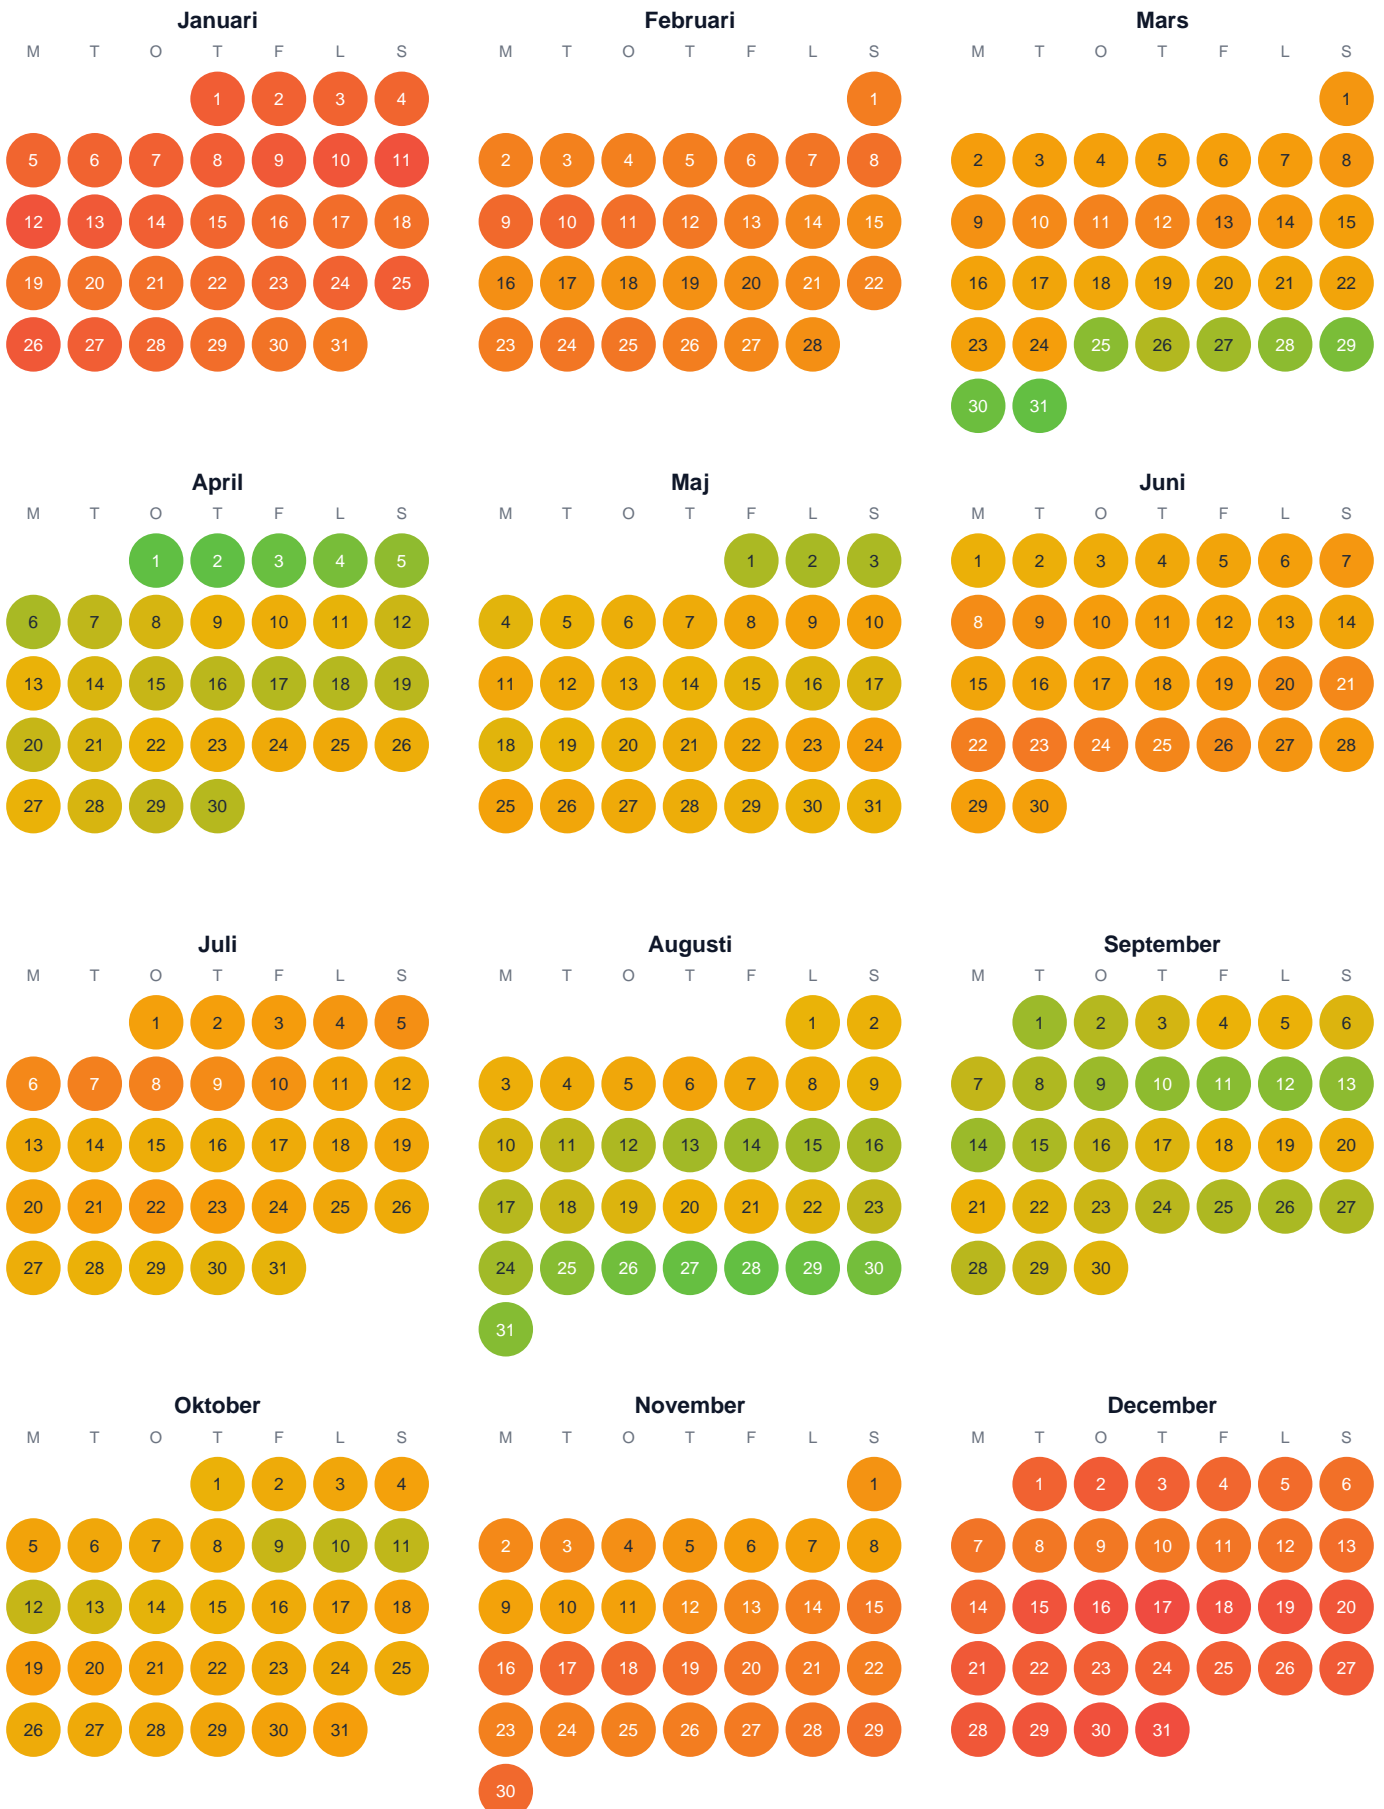 Januari Februari Mars
M T O T F L S M T O T F L S M T O T F L S
1 2 3 4 1 1
5 6 7 8 9 10 11 2 3 4 5 6 7 8 2 3 4 5 6 7 8
12 13 14 15 16 17 18 9 10 11 12 13 14 15 9 10 11 12 13 14 15
19 20 21 22 23 24 25 16 17 18 19 20 21 22 16 17 18 19 20 21 22
26 27 28 29 30 31 23 24 25 26 27 28 23 24 25 26 27 28 29
30 31
April Maj Juni
M T O T F L S M T O T F L S M T O T F L S
1 2 3 4 5 1 2 3 1 2 3 4 5 6 7
6 7 8 9 10 11 12 4 5 6 7 8 9 10 8 9 10 11 12 13 14
13 14 15 16 17 18 19 11 12 13 14 15 16 17 15 16 17 18 19 20 21
20 21 22 23 24 25 26 18 19 20 21 22 23 24 22 23 24 25 26 27 28
27 28 29 30 25 26 27 28 29 30 31 29 30
Juli Augusti September
M T O T F L S M T O T F L S M T O T F L S
1 2 3 4 5 1 2 1 2 3 4 5 6
6 7 8 9 10 11 12 3 4 5 6 7 8 9 7 8 9 10 11 12 13
13 14 15 16 17 18 19 10 11 12 13 14 15 16 14 15 16 17 18 19 20
20 21 22 23 24 25 26 17 18 19 20 21 22 23 21 22 23 24 25 26 27
27 28 29 30 31 24 25 26 27 28 29 30 28 29 30
31
Oktober November December
M T O T F L S M T O T F L S M T O T F L S
1 2 3 4 1 1 2 3 4 5 6
5 6 7 8 9 10 11 2 3 4 5 6 7 8 7 8 9 10 11 12 13
12 13 14 15 16 17 18 9 10 11 12 13 14 15 14 15 16 17 18 19 20
19 20 21 22 23 24 25 16 17 18 19 20 21 22 21 22 23 24 25 26 27
26 27 28 29 30 31 23 24 25 26 27 28 29 28 29 30 31
30